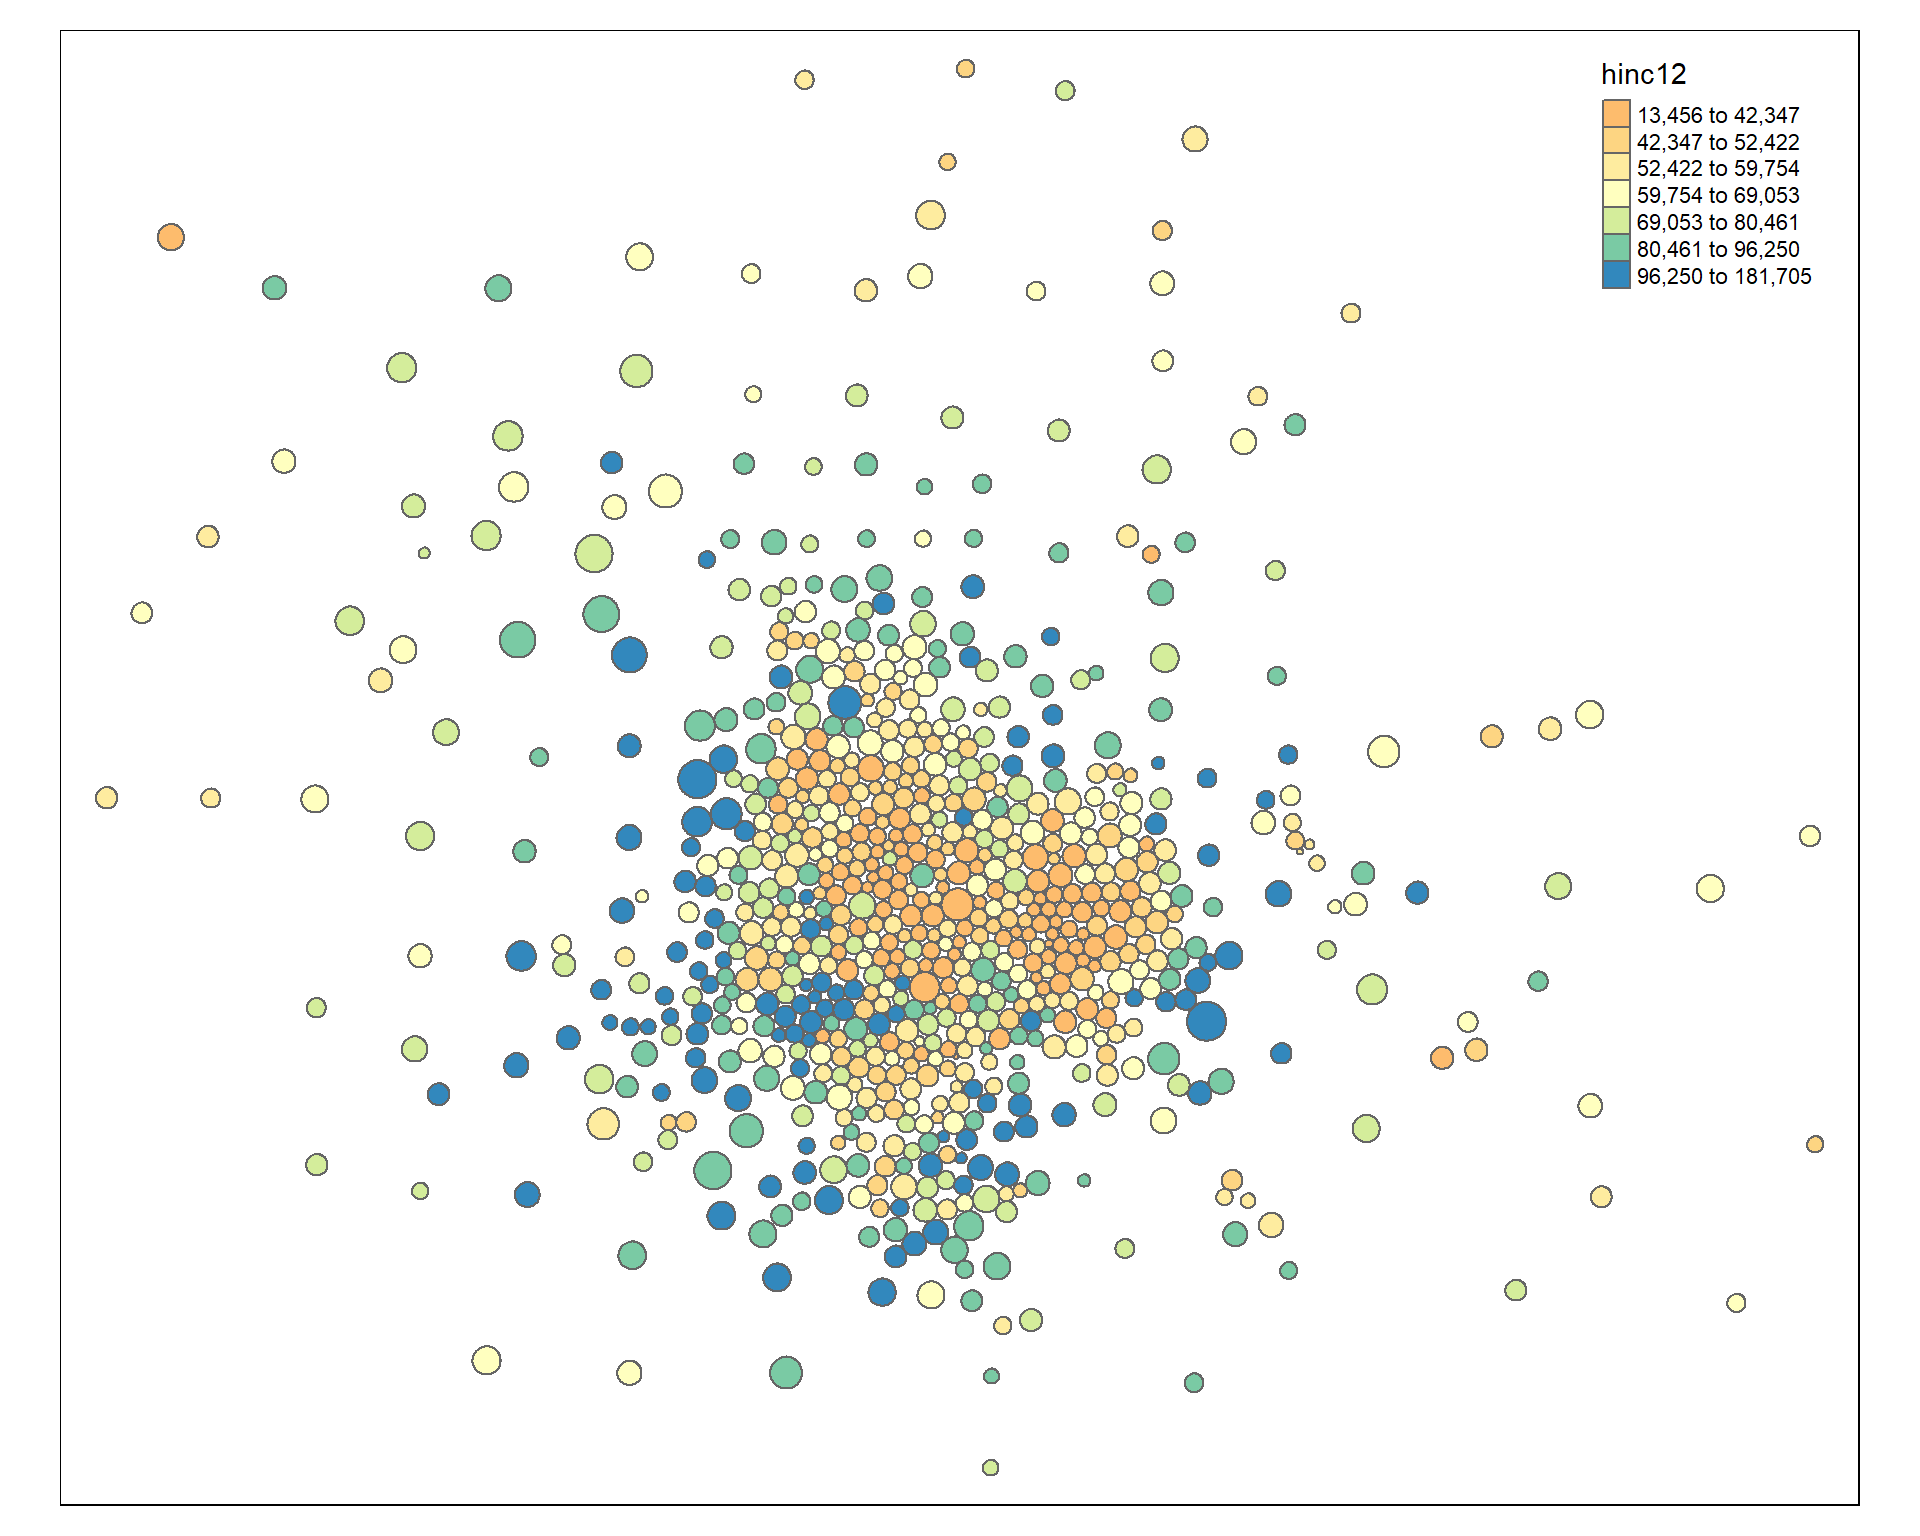 hinc12
13,456 to 42,347
42,347 to 52,422
52,422 to 59,754
59,754 to 69,053
69,053 to 80,461
80,461 to 96,250
96,250 to 181,705